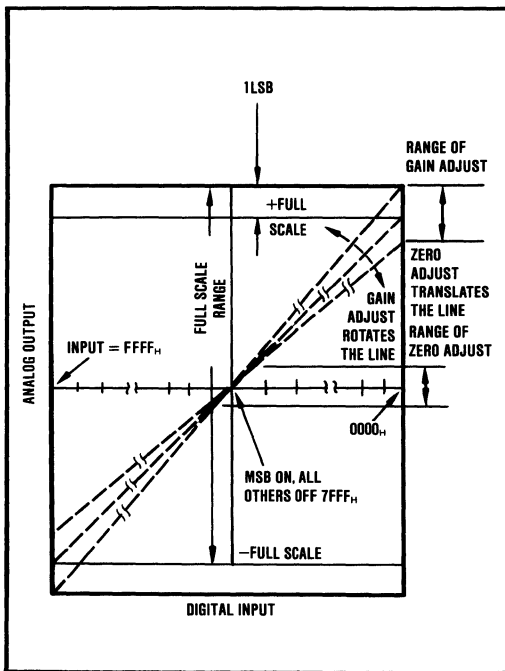 1LSB
RANGE OF
GAIN ADJUST
+FULL
SCALE
FULL SCALE
RANGE
GAIN
ADJUST
ROTATES
THE LINE
ZERO
ADJUST
TRANSLATES
THE LINE
RANGE OF
ZERO ADJUST
ANALOG OUTPUT
INPUT = FFFFH
0000H
MSB ON, ALL
OTHERS OFF 7FFFH
−FULL SCALE
DIGITAL INPUT